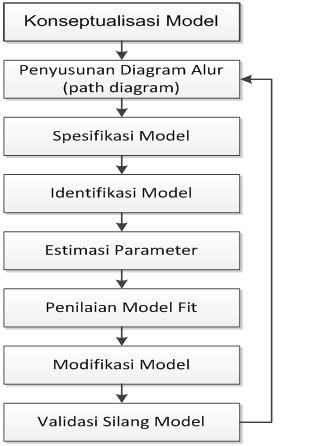 Konseptualisasi Model
Penyusunan Diagram Alur
(path diagram)
Spesifikasi Model
Identifikasi Model
Estimasi Parameter
Penilaian Model Fit
Modifikasi Model
Validasi Silang Model